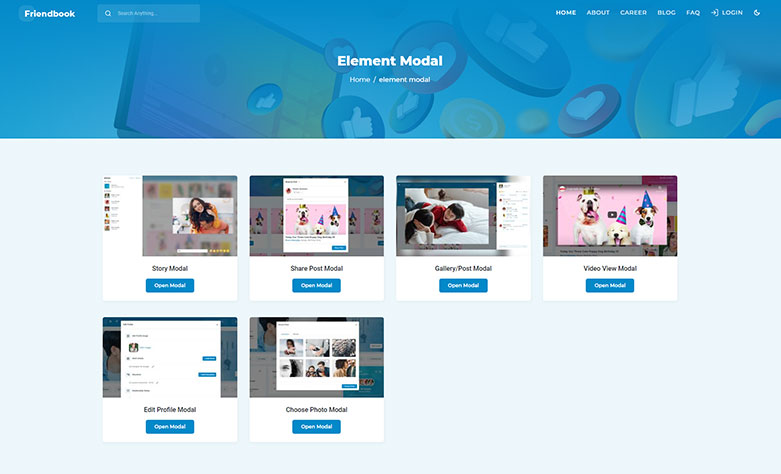 Friendbook
Search Anything...
HOME ABOUT CAREER BLOG FAQ LOGIN
Element Modal
Home / element modal
Story Modal
Open Modal
Share Post Modal
Open Modal
Gallery/Post Modal
Open Modal
Video View Modal
Open Modal
Edit Profile Modal
Open Modal
Choose Photo Modal
Open Modal